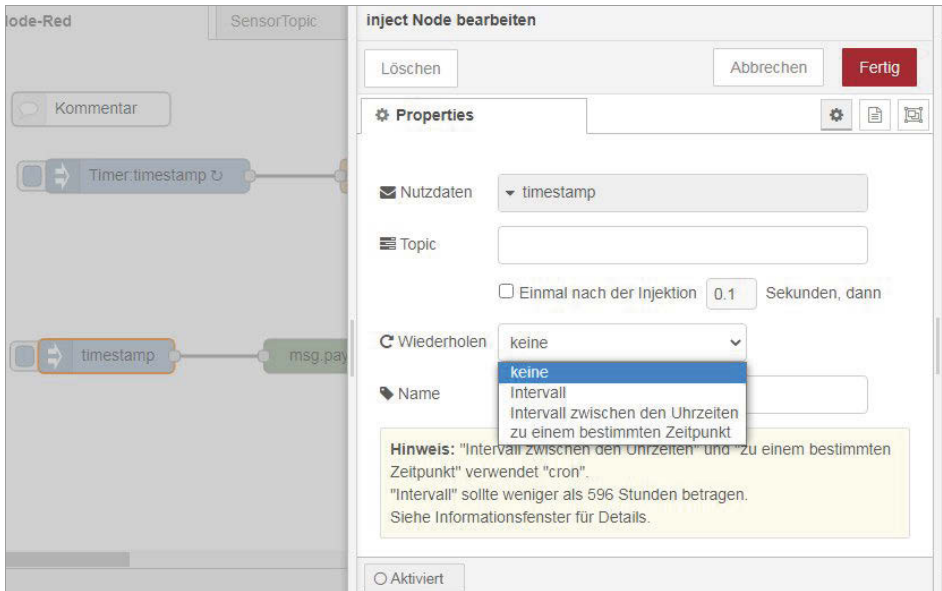 lode-Red
SensorTopic
Kommentar
Timer:timestamp ↻
timestamp
msg.pay
inject Node bearbeiten
Löschen
Abbrechen
Fertig
Properties
Nutzdaten
timestamp
Topic
Einmal nach der Injektion 0.1 Sekunden, dann
Wiederholen
keine
keine
Intervall
Intervall zwischen den Uhrzeiten
zu einem bestimmten Zeitpunkt
Name
Hinweis: "Intervall zwischen den Uhrzeiten" und "zu einem bestimmten
Zeitpunkt" verwendet "cron".
"Intervall" sollte weniger als 596 Stunden betragen.
Siehe Informationsfenster für Details.
Aktiviert